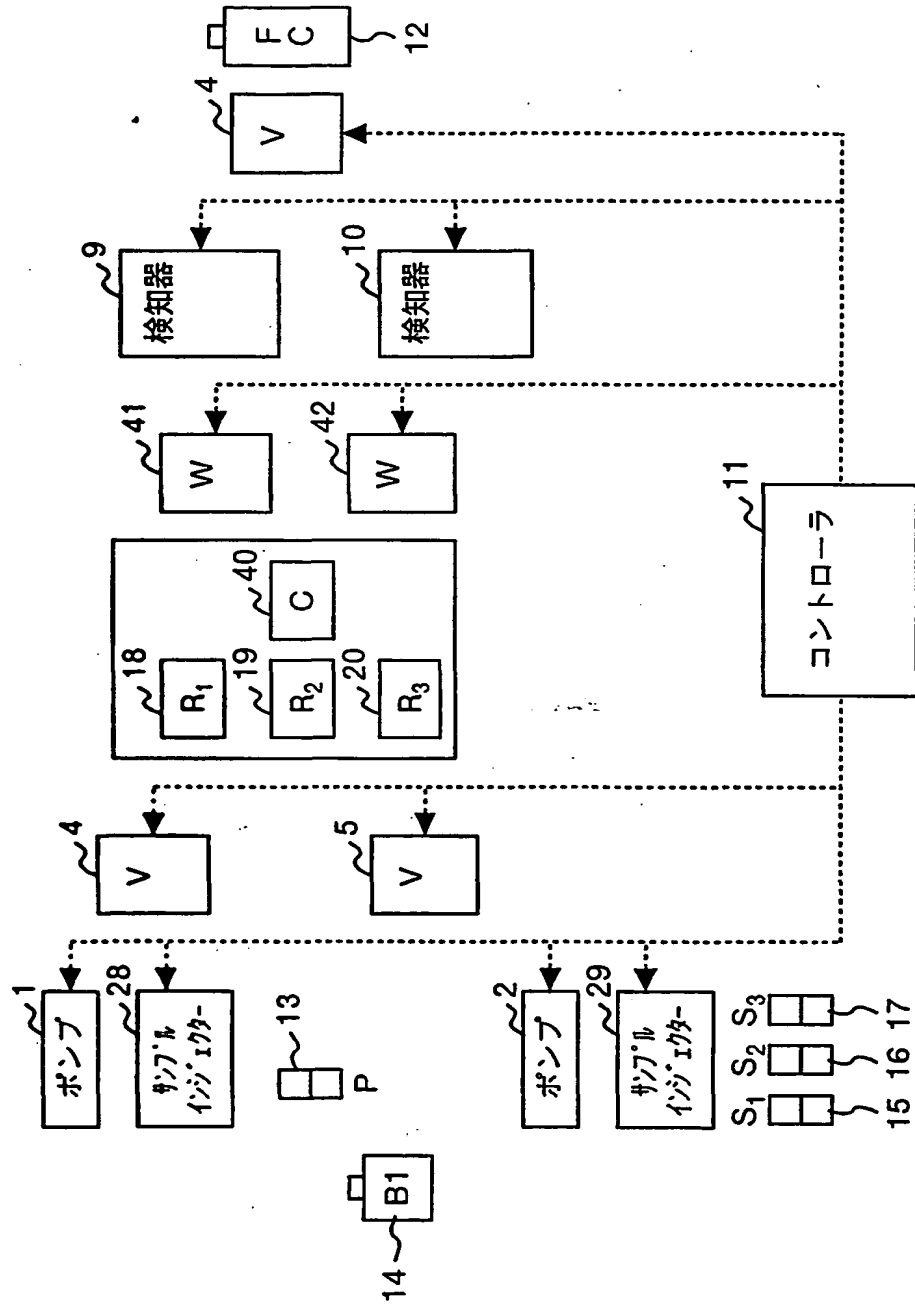 1
ポンプ
28
サンプル
インジェクター
13
P
14
B1
2
ポンプ
29
サンプル
インジェクター
S1 S2 S3
15 16 17
4
V
5
V
18
R1
19
R2
20
R3
40
C
41
W
42
W
9
検知器
10
検知器
4
V
F
C
12
11
コントローラ